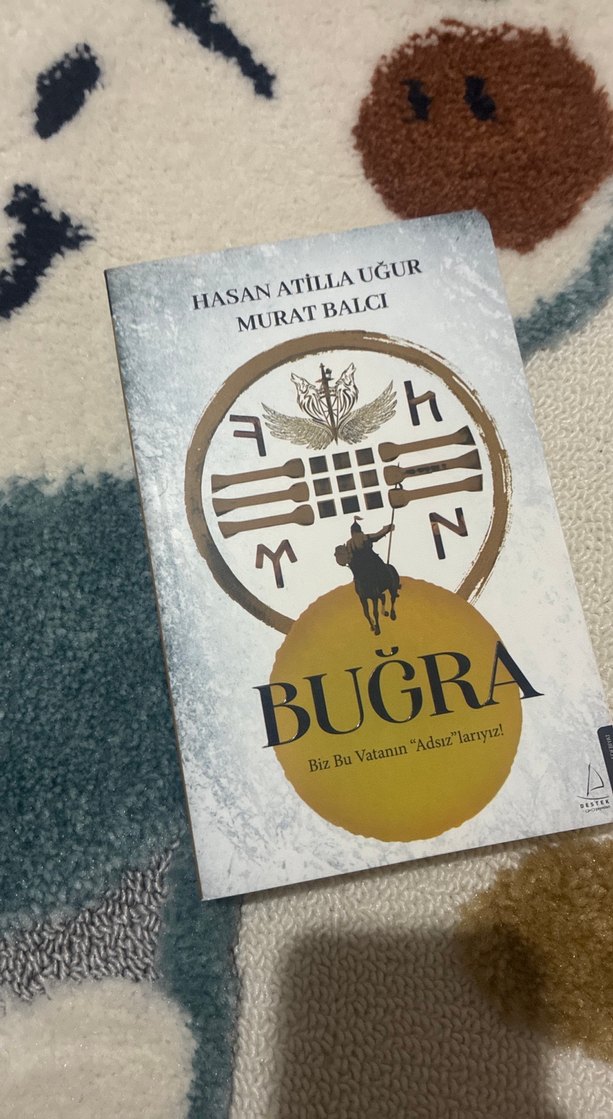 HASAN ATİLLA UĞUR
MURAT BALCI
BUĞRA
Biz Bu Vatanın “Adsız”larıyız!
DESTEK